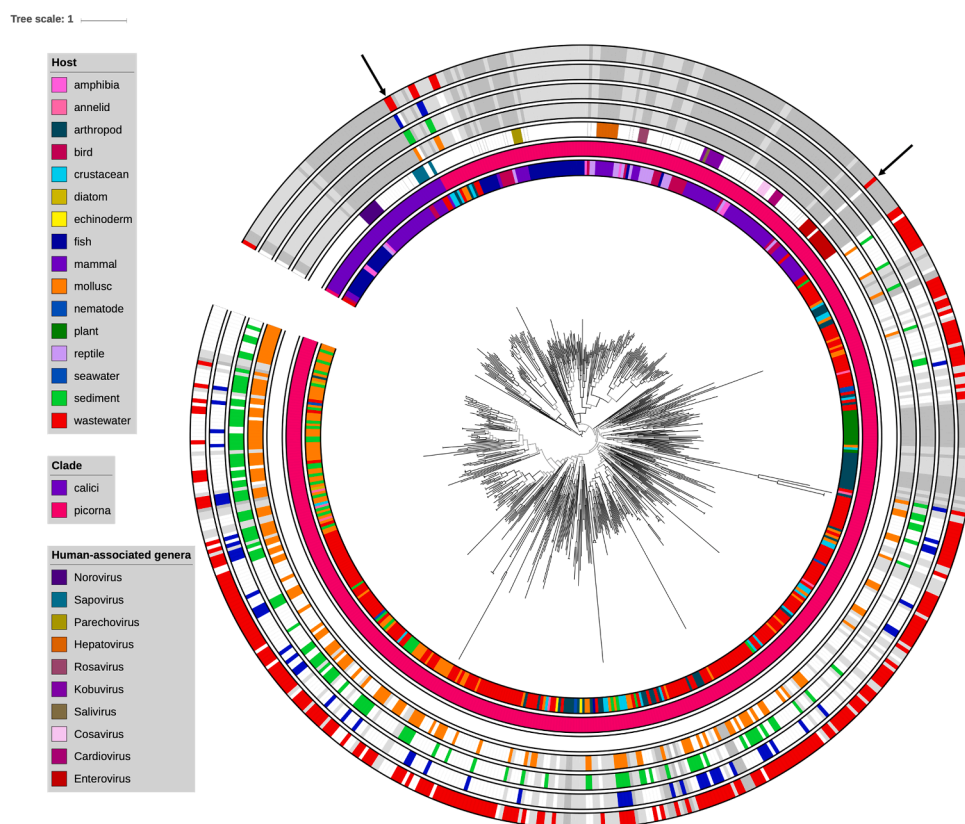 Tree scale: 1
Host
amphibia
annelid
arthropod
bird
crustacean
diatom
echinoderm
fish
mammal
mollusc
nematode
plant
reptile
seawater
sediment
wastewater
Clade
calici
picorna
Human-associated genera
Norovirus
Sapovirus
Parechovirus
Hepatovirus
Rosavirus
Kobuvirus
Salivirus
Cosavirus
Cardiovirus
Enterovirus